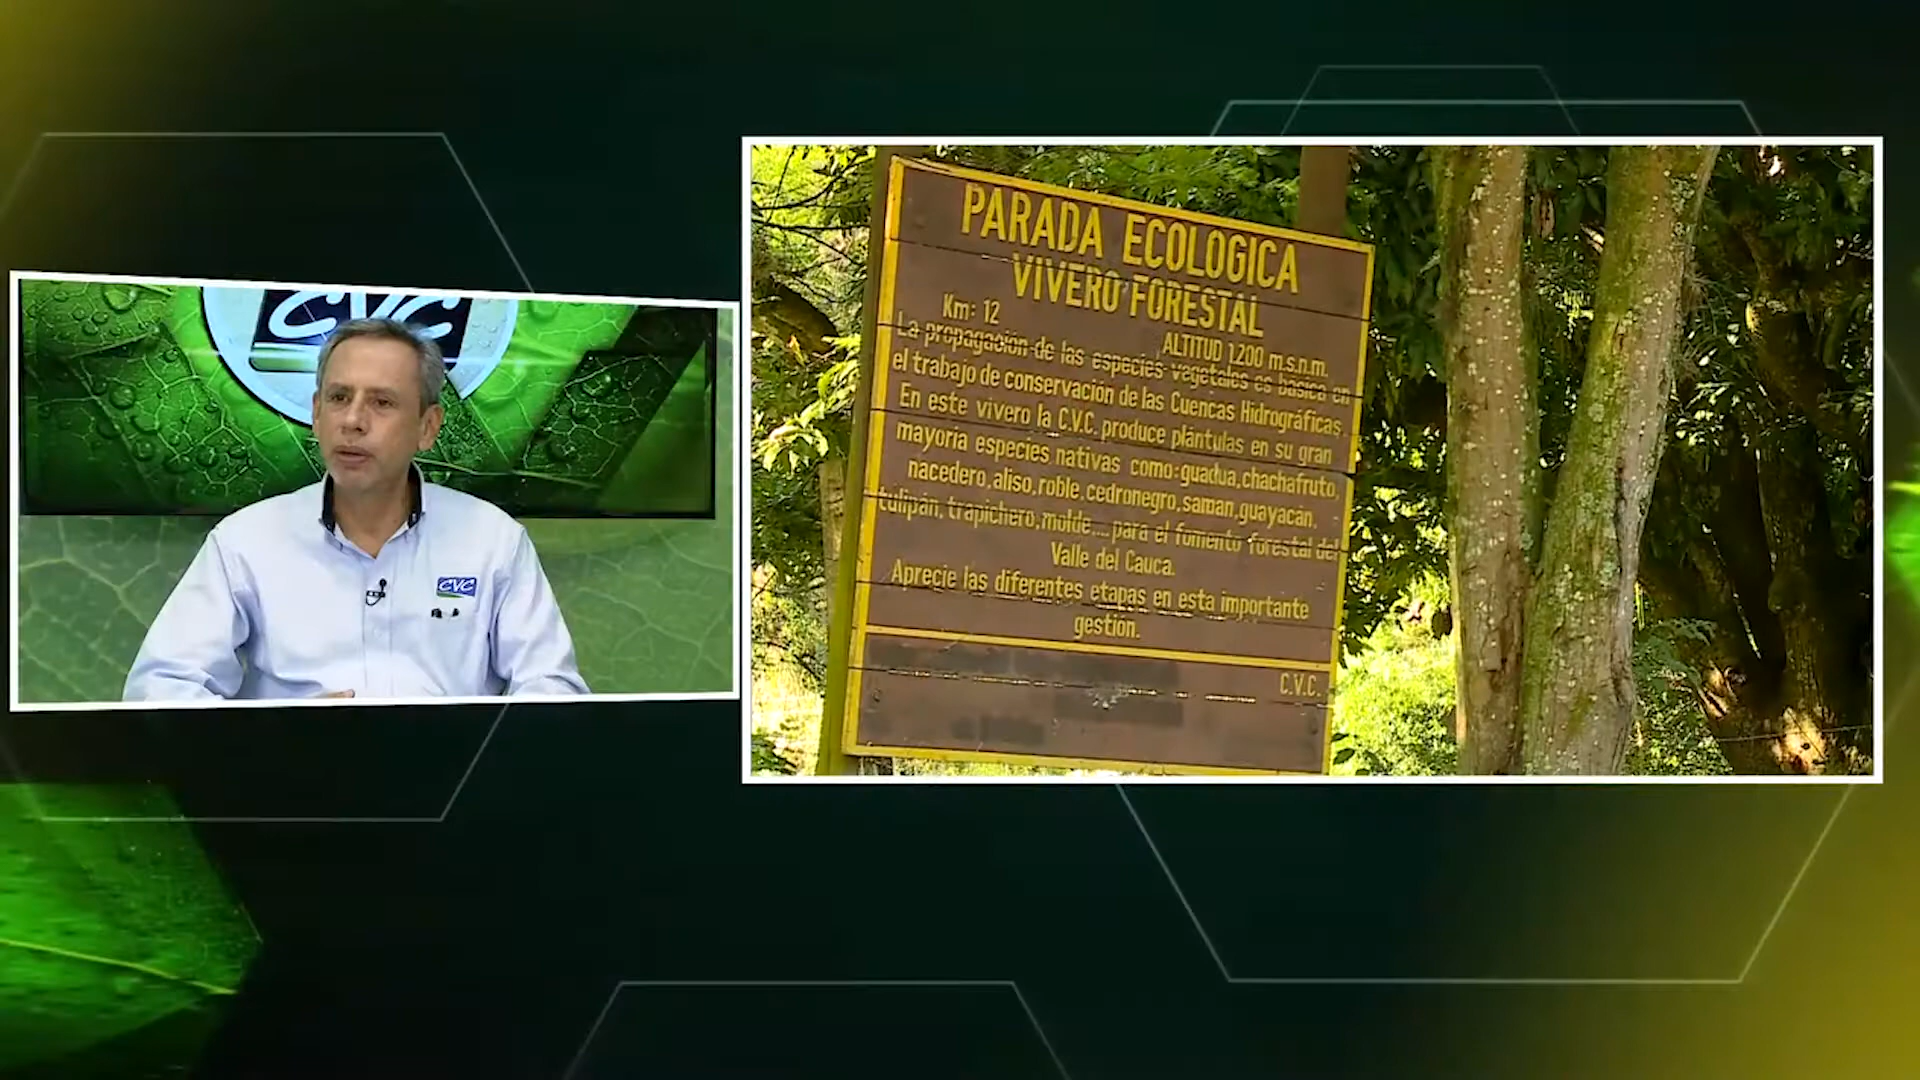 CVC
CVC
PARADA ECOLOGICA
VIVERO FORESTAL
Km: 12
ALTITUD 1.200 m.s.n.m.
La propagación de las especies vegetales es basica en
el trabajo de conservación de las Cuencas Hidrográficas.
En este vivero la C.V.C. produce plántulas en su gran
mayoria especies nativas como: guadua, chachafruto,
nacedero, aliso, roble, cedronegro, saman, guayacán,
tulipán, trapichero, molde... para el fomento forestal del
Valle del Cauca.
Aprecie las diferentes etapas en esta importante
gestión.
C.V.C.